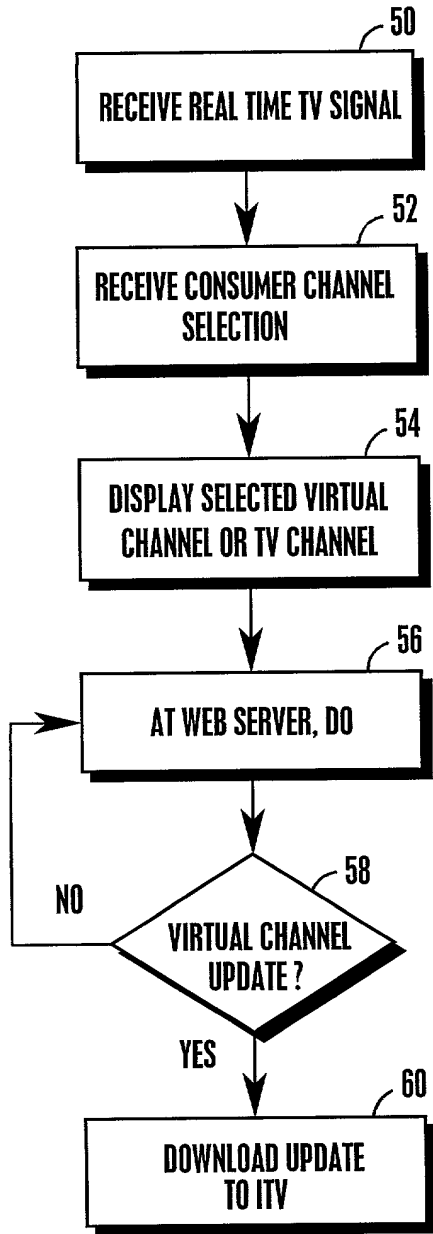 50
RECEIVE REAL TIME TV SIGNAL
52
RECEIVE CONSUMER CHANNEL
SELECTION
54
DISPLAY SELECTED VIRTUAL
CHANNEL OR TV CHANNEL
56
AT WEB SERVER, DO
58
NO
VIRTUAL CHANNEL
UPDATE ?
YES
60
DOWNLOAD UPDATE
TO ITV